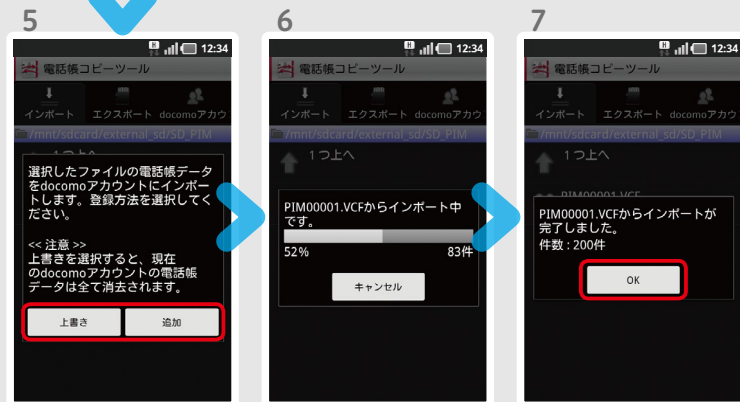 5
H 12:34
電話帳コピーツール
インポート エクスポート docomoアカウ
/mnt/sdcard/external_sd/SD_PIM
1つ上へ
選択したファイルの電話帳データ
をdocomoアカウントにインポー
トします。登録方法を選択してく
ださい。
<< 注意 >>
上書きを選択すると、現在
のdocomoアカウントの電話帳
データは全て消去されます。
上書き 追加
6
H 12:34
電話帳コピーツール
インポート エクスポート docomoアカウ
/mnt/sdcard/external_sd/SD_PIM
1つ上へ
PIM00001.VCFからインポート中
です。
52% 83件
キャンセル
7
H 12:34
電話帳コピーツール
インポート エクスポート docomoアカウ
/mnt/sdcard/external_sd/SD_PIM
1つ上へ
PIM00001.VCF
PIM00001.VCFからインポートが
完了しました。
件数 : 200件
OK